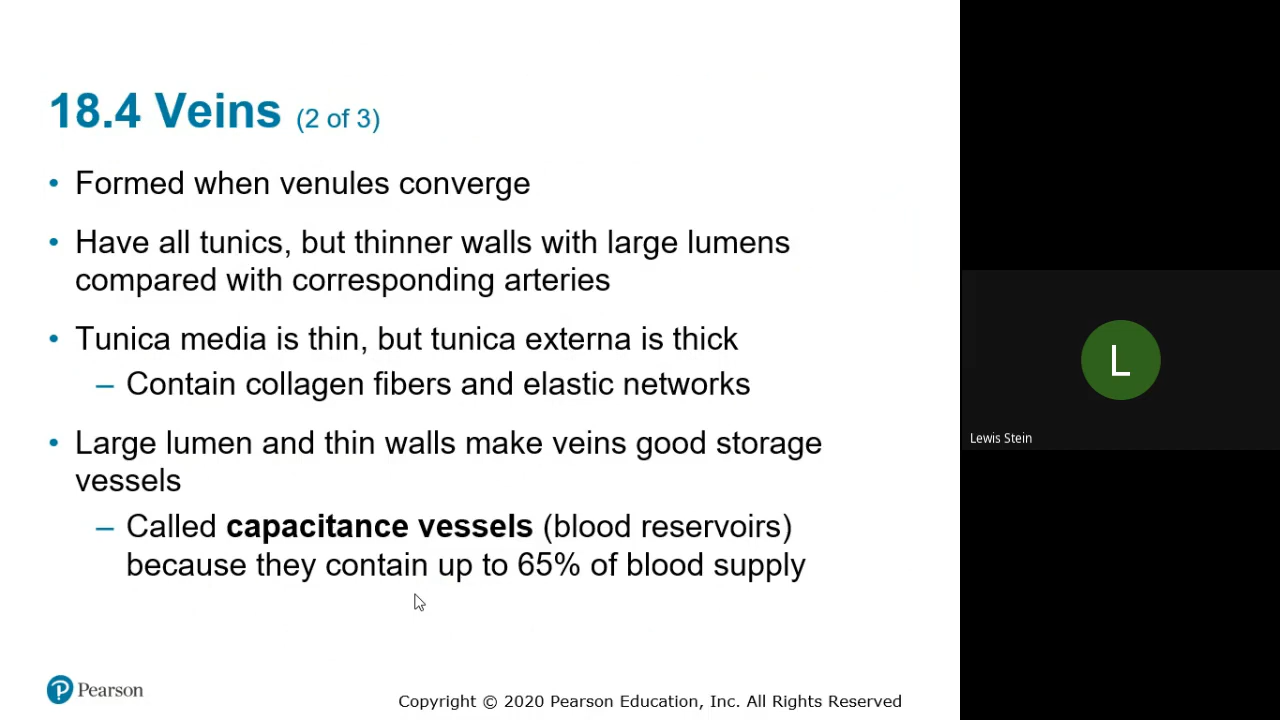 18.4 Veins (2 of 3)
• Formed when venules converge
• Have all tunics, but thinner walls with large lumens
compared with corresponding arteries
• Tunica media is thin, but tunica externa is thick
– Contain collagen fibers and elastic networks
• Large lumen and thin walls make veins good storage
vessels
– Called capacitance vessels (blood reservoirs)
because they contain up to 65% of blood supply
P Pearson
Copyright © 2020 Pearson Education, Inc. All Rights Reserved
L
Lewis Stein